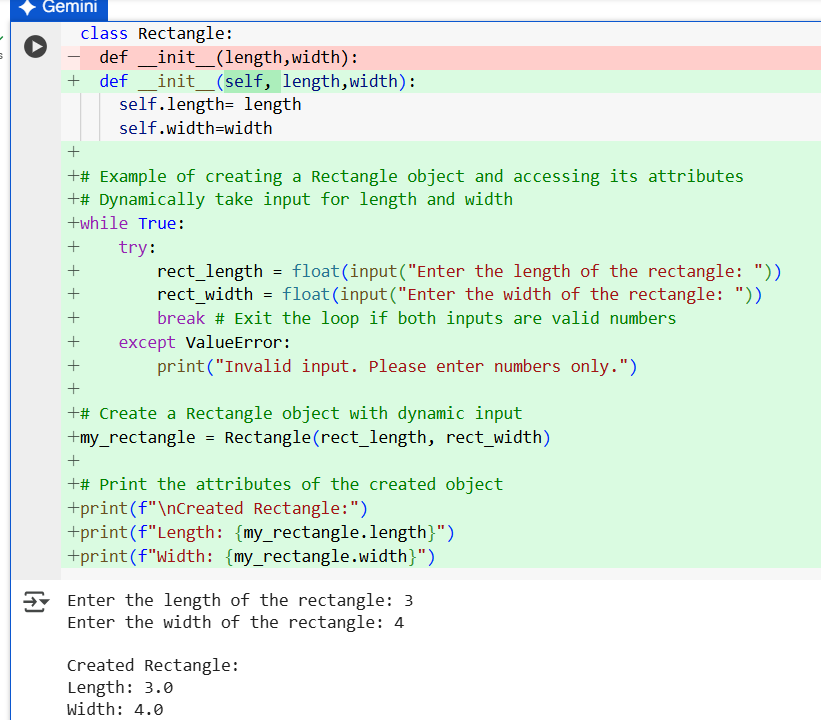 Gemini
class Rectangle:
— def __init__(length,width):
+ def __init__(self, length,width):
self.length= length
self.width=width
+
+# Example of creating a Rectangle object and accessing its attributes
+# Dynamically take input for length and width
+while True:
+ try:
+ rect_length = float(input("Enter the length of the rectangle: "))
+ rect_width = float(input("Enter the width of the rectangle: "))
+ break # Exit the loop if both inputs are valid numbers
+ except ValueError:
+ print("Invalid input. Please enter numbers only.")
+
+# Create a Rectangle object with dynamic input
+my_rectangle = Rectangle(rect_length, rect_width)
+
+# Print the attributes of the created object
+print(f"\nCreated Rectangle:")
+print(f"Length: {my_rectangle.length}")
+print(f"Width: {my_rectangle.width}")
Enter the length of the rectangle: 3
Enter the width of the rectangle: 4
Created Rectangle:
Length: 3.0
Width: 4.0